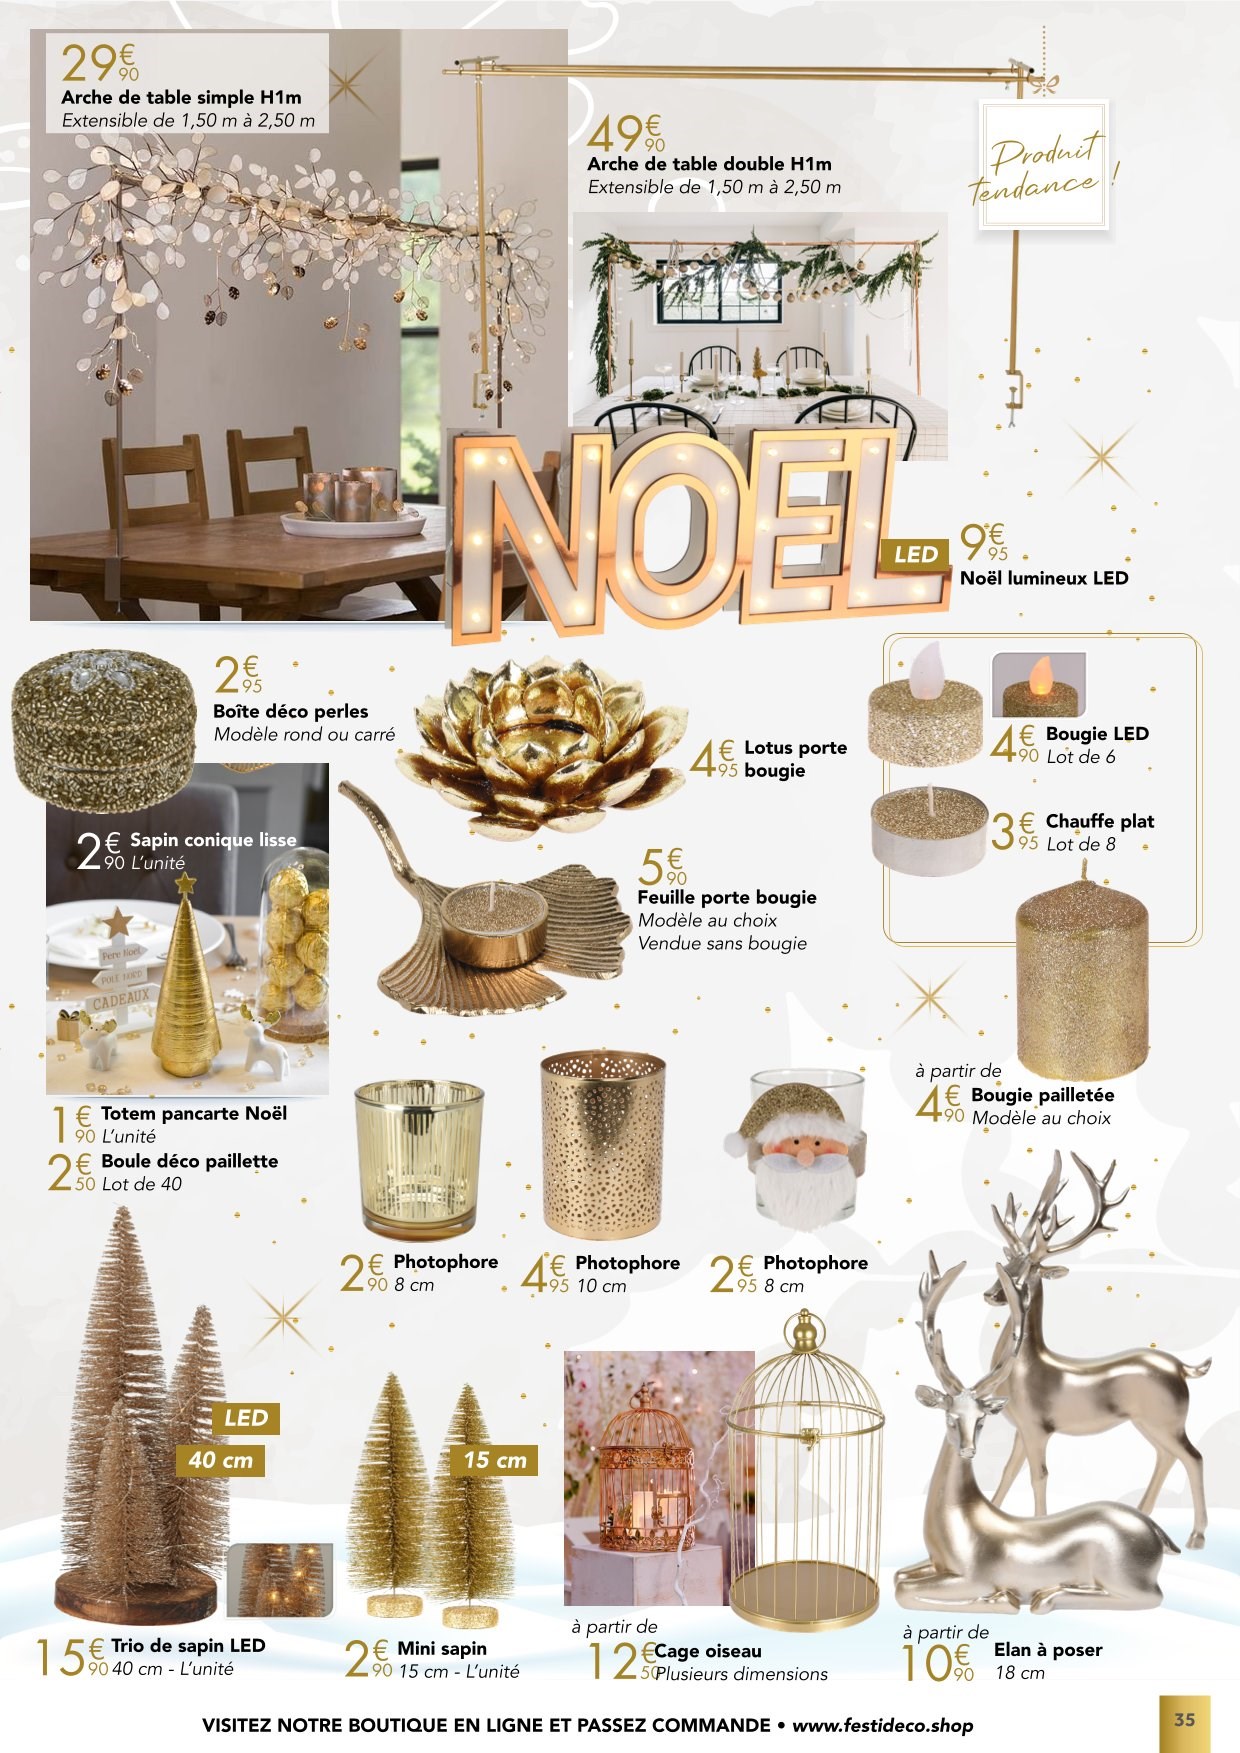 29€90
Arche de table simple H1m
Extensible de 1,50 m à 2,50 m
49€90
Arche de table double H1m
Extensible de 1,50 m à 2,50 m
Produit
tendance !
NOEL
LED
9€95
Noël lumineux LED
2€95
Boîte déco perles
Modèle rond ou carré
4€95
Lotus porte
bougie
4€90
Bougie LED
Lot de 6
3€95
Chauffe plat
Lot de 8
2€90
Sapin conique lisse
L'unité
5€90
Feuille porte bougie
Modèle au choix
Vendue sans bougie
Pere Noel
POLE NORD
CADEAUX
à partir de
4€90
Bougie pailletée
Modèle au choix
1€90
Totem pancarte Noël
L'unité
2€50
Boule déco paillette
Lot de 40
2€90
Photophore
8 cm
4€95
Photophore
10 cm
2€95
Photophore
8 cm
LED
40 cm
15 cm
15€90
Trio de sapin LED
40 cm - L'unité
2€90
Mini sapin
15 cm - L'unité
à partir de
12€50
Cage oiseau
Plusieurs dimensions
à partir de
10€90
Elan à poser
18 cm
VISITEZ NOTRE BOUTIQUE EN LIGNE ET PASSEZ COMMANDE • www.festideco.shop
35